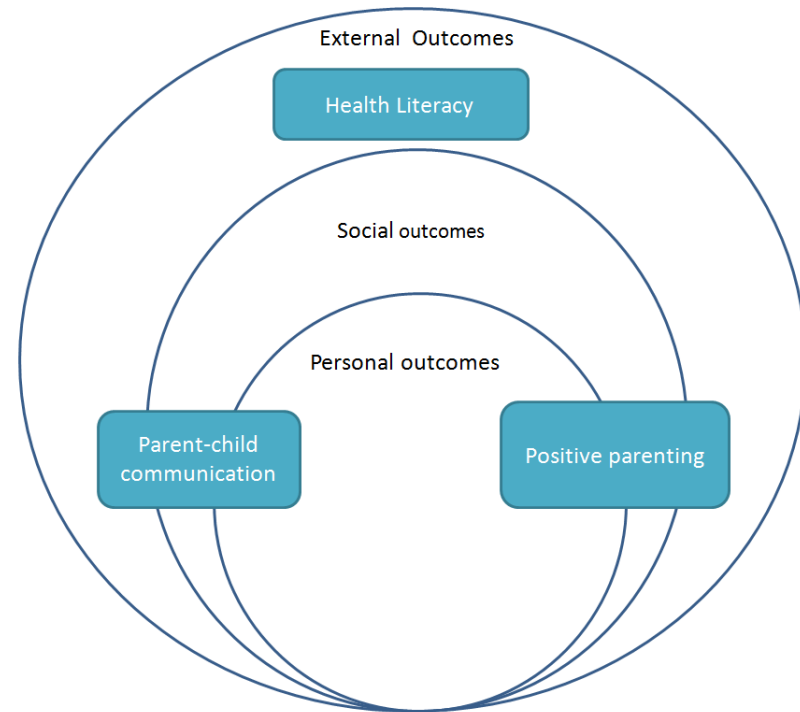 External  Outcomes
Health Literacy
Social outcomes
Personal outcomes
Parent-child
communication
Positive parenting